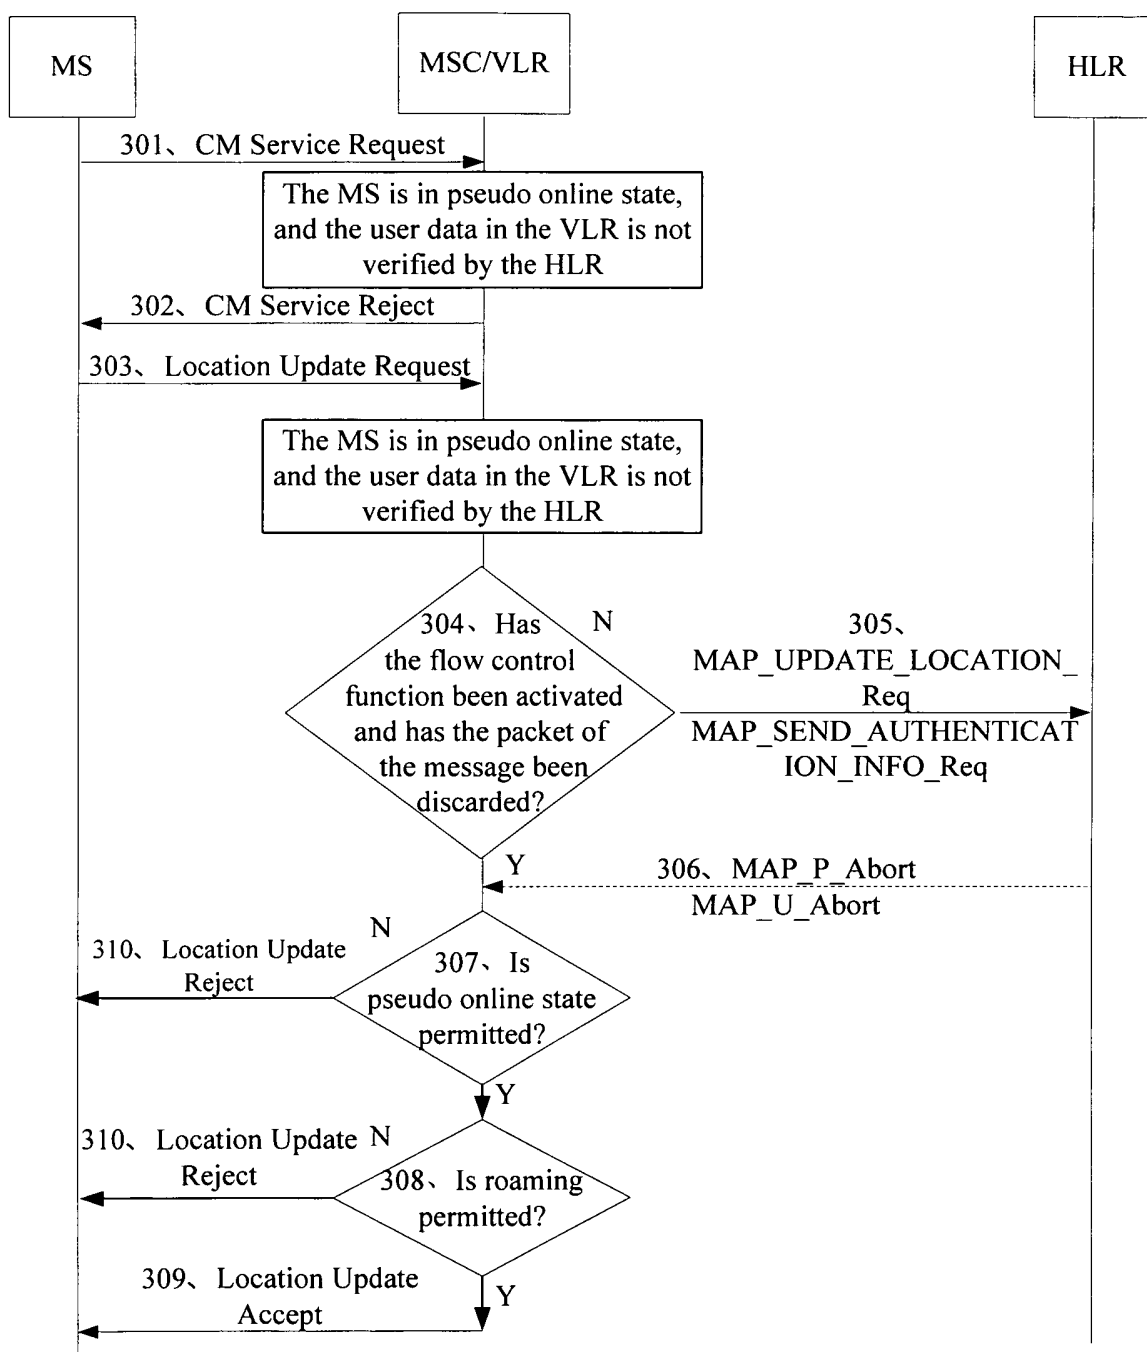 MS
MSC/VLR
HLR
301、 CM Service Request
The MS is in pseudo online state,
and the user data in the VLR is not
verified by the HLR
302、 CM Service Reject
303、 Location Update Request
The MS is in pseudo online state,
and the user data in the VLR is not
verified by the HLR
304、 Has
the flow control
function been activated
and has the packet of
the message been
discarded?
N
305、
MAP_UPDATE_LOCATION_
Req
MAP_SEND_AUTHENTICAT
ION_INFO_Req
Y
306、 MAP_P_Abort
MAP_U_Abort
307、 Is
pseudo online state
permitted?
N
310、 Location Update
Reject
Y
308、 Is roaming
permitted?
N
310、 Location Update
Reject
Y
309、 Location Update
Accept